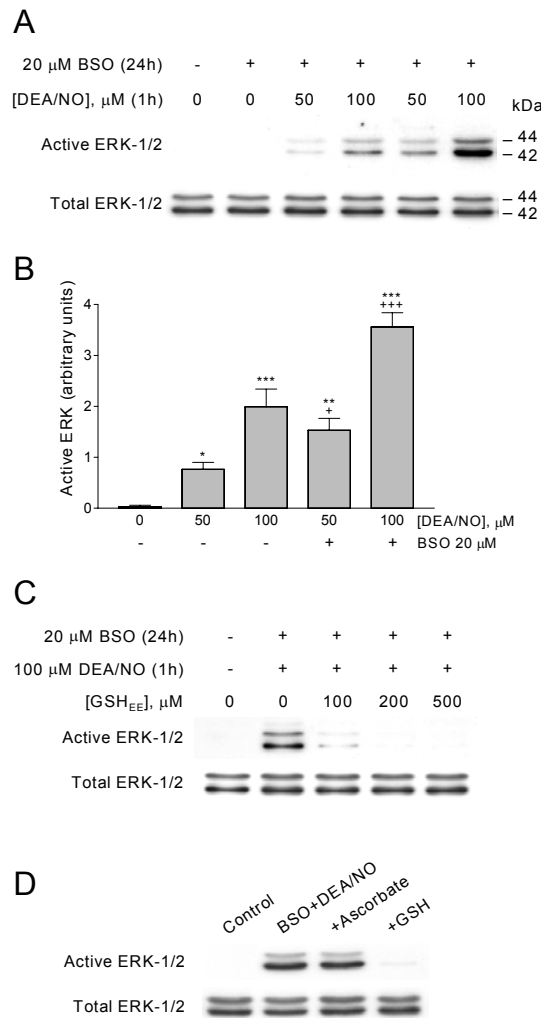 A
20 μM BSO (24h) - + + + + +
[DEA/NO], μM (1h) 0 0 50 100 50 100 kDa
Active ERK-1/2 – 44
– 42
Total ERK-1/2 – 44
– 42
B
Active ERK (arbitrary units)
4
3
2
1
0
* *** ** + *** +++
0 50 100 50 100 [DEA/NO], μM
- - - + + BSO 20 μM
C
20 μM BSO (24h) - + + + +
100 μM DEA/NO (1h) - + + + +
[GSHEE], μM 0 0 100 200 500
Active ERK-1/2
Total ERK-1/2
D
Control BSO+DEA/NO +Ascorbate +GSH
Active ERK-1/2
Total ERK-1/2